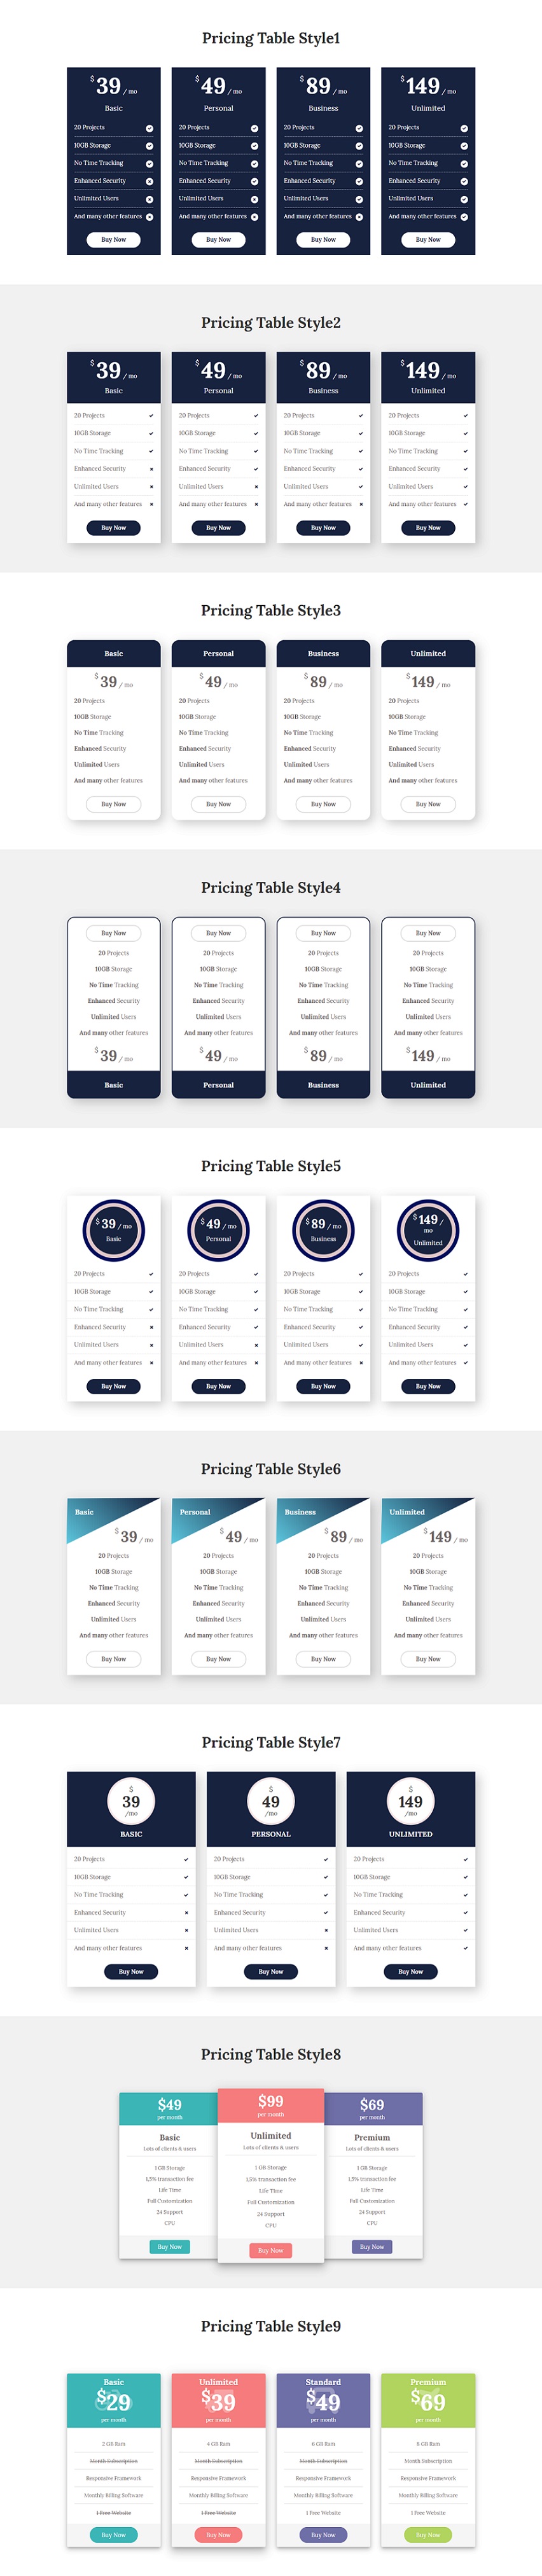 Pricing Table Style1
$ 39 / mo $ 49 / mo $ 89 / mo $ 149 / mo
Basic Personal Business Unlimited
20 Projects 20 Projects 20 Projects 20 Projects
10GB Storage 10GB Storage 10GB Storage 10GB Storage
No Time Tracking No Time Tracking No Time Tracking No Time Tracking
Enhanced Security Enhanced Security Enhanced Security Enhanced Security
Unlimited Users Unlimited Users Unlimited Users Unlimited Users
And many other features And many other features And many other features And many other features
Buy Now Buy Now Buy Now Buy Now
Pricing Table Style2
$ 39 / mo $ 49 / mo $ 89 / mo $ 149 / mo
Basic Personal Business Unlimited
20 Projects 20 Projects 20 Projects 20 Projects
10GB Storage 10GB Storage 10GB Storage 10GB Storage
No Time Tracking No Time Tracking No Time Tracking No Time Tracking
Enhanced Security Enhanced Security Enhanced Security Enhanced Security
Unlimited Users Unlimited Users Unlimited Users Unlimited Users
And many other features And many other features And many other features And many other features
Buy Now Buy Now Buy Now Buy Now
Pricing Table Style3
Basic Personal Business Unlimited
$ 39 / mo $ 49 / mo $ 89 / mo $ 149 / mo
20 Projects 20 Projects 20 Projects 20 Projects
10GB Storage 10GB Storage 10GB Storage 10GB Storage
No Time Tracking No Time Tracking No Time Tracking No Time Tracking
Enhanced Security Enhanced Security Enhanced Security Enhanced Security
Unlimited Users Unlimited Users Unlimited Users Unlimited Users
And many other features And many other features And many other features And many other features
Buy Now Buy Now Buy Now Buy Now
Pricing Table Style4
Buy Now Buy Now Buy Now Buy Now
20 Projects 20 Projects 20 Projects 20 Projects
10GB Storage 10GB Storage 10GB Storage 10GB Storage
No Time Tracking No Time Tracking No Time Tracking No Time Tracking
Enhanced Security Enhanced Security Enhanced Security Enhanced Security
Unlimited Users Unlimited Users Unlimited Users Unlimited Users
And many other features And many other features And many other features And many other features
$ 39 / mo $ 49 / mo $ 89 / mo $ 149 / mo
Basic Personal Business Unlimited
Pricing Table Style5
$ 39 / mo $ 49 / mo $ 89 / mo $ 149 / mo
Basic Personal Business Unlimited
20 Projects 20 Projects 20 Projects 20 Projects
10GB Storage 10GB Storage 10GB Storage 10GB Storage
No Time Tracking No Time Tracking No Time Tracking No Time Tracking
Enhanced Security Enhanced Security Enhanced Security Enhanced Security
Unlimited Users Unlimited Users Unlimited Users Unlimited Users
And many other features And many other features And many other features And many other features
Buy Now Buy Now Buy Now Buy Now
Pricing Table Style6
Basic Personal Business Unlimited
$ 39 / mo $ 49 / mo $ 89 / mo $ 149 / mo
20 Projects 20 Projects 20 Projects 20 Projects
10GB Storage 10GB Storage 10GB Storage 10GB Storage
No Time Tracking No Time Tracking No Time Tracking No Time Tracking
Enhanced Security Enhanced Security Enhanced Security Enhanced Security
Unlimited Users Unlimited Users Unlimited Users Unlimited Users
And many other features And many other features And many other features And many other features
Buy Now Buy Now Buy Now Buy Now
Pricing Table Style7
$ $ $
39 49 149
/mo /mo /mo
BASIC PERSONAL UNLIMITED
20 Projects 20 Projects 20 Projects
10GB Storage 10GB Storage 10GB Storage
No Time Tracking No Time Tracking No Time Tracking
Enhanced Security Enhanced Security Enhanced Security
Unlimited Users Unlimited Users Unlimited Users
And many other features And many other features And many other features
Buy Now Buy Now Buy Now
Pricing Table Style8
$49 $99 $69
per month per month per month
Basic Unlimited Premium
Lots of clients & users Lots of clients & users Lots of clients & users
1 GB Storage 1 GB Storage 1 GB Storage
1,5% transaction fee 1,5% transaction fee 1,5% transaction fee
Life Time Life Time Life Time
Full Customization Full Customization Full Customization
24 Support 24 Support 24 Support
CPU CPU CPU
Buy Now Buy Now Buy Now
Pricing Table Style9
Basic Unlimited Standard Premium
$29 $39 $49 $69
per month per month per month per month
2 GB Ram 4 GB Ram 6 GB Ram 8 GB Ram
Month Subscription Month Subscription Month Subscription Month Subscription
Responsive Framework Responsive Framework Responsive Framework Responsive Framework
Monthly Billing Software Monthly Billing Software Monthly Billing Software Monthly Billing Software
1 Free Website 1 Free Website 1 Free Website 1 Free Website
Buy Now Buy Now Buy Now Buy Now